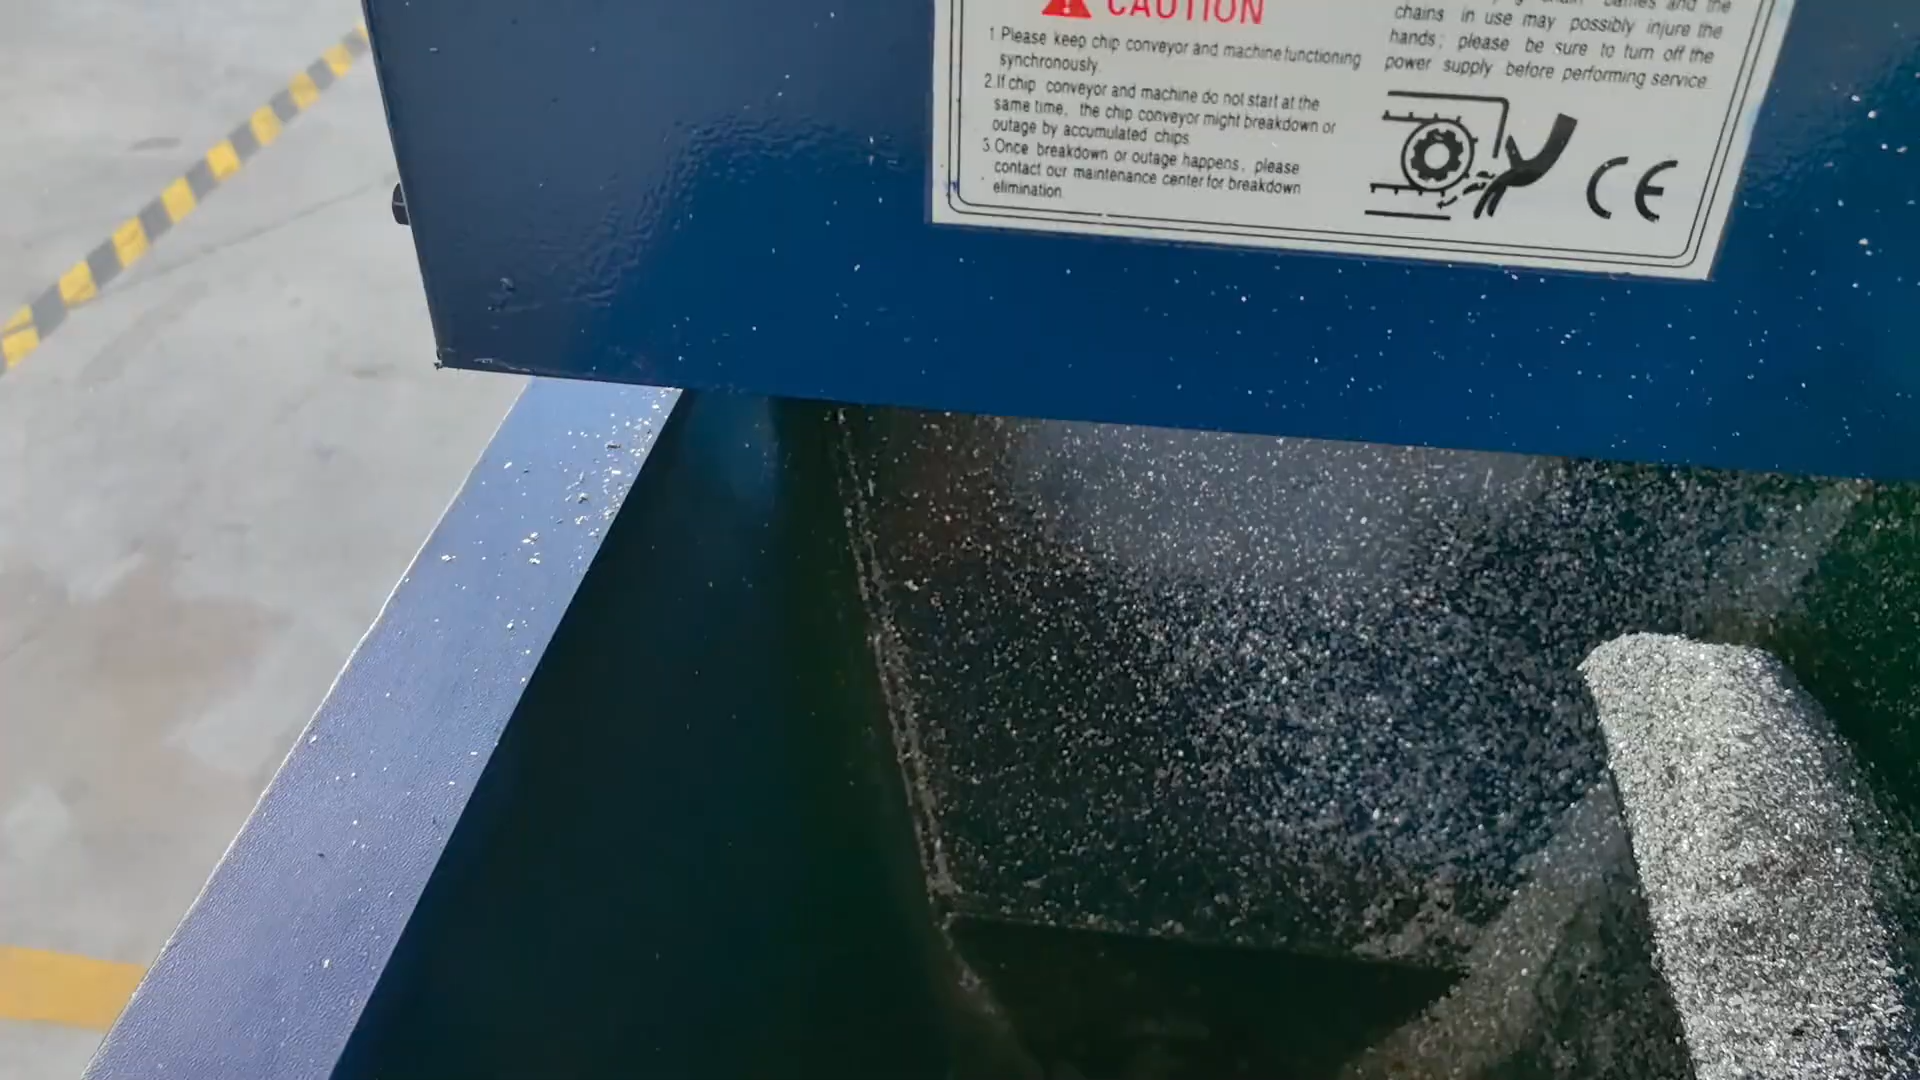 CAUTION
1 Please keep chip conveyor and machine functioning
synchronously.
2.If chip conveyor and machine do not start at the
same time, the chip conveyor might breakdown or
outage by accumulated chips
3.Once breakdown or outage happens, please
contact our maintenance center for breakdown
elimination.
and the
chains in use may possibly injure the
hands; please be sure to turn off the
power supply before performing service.
CE